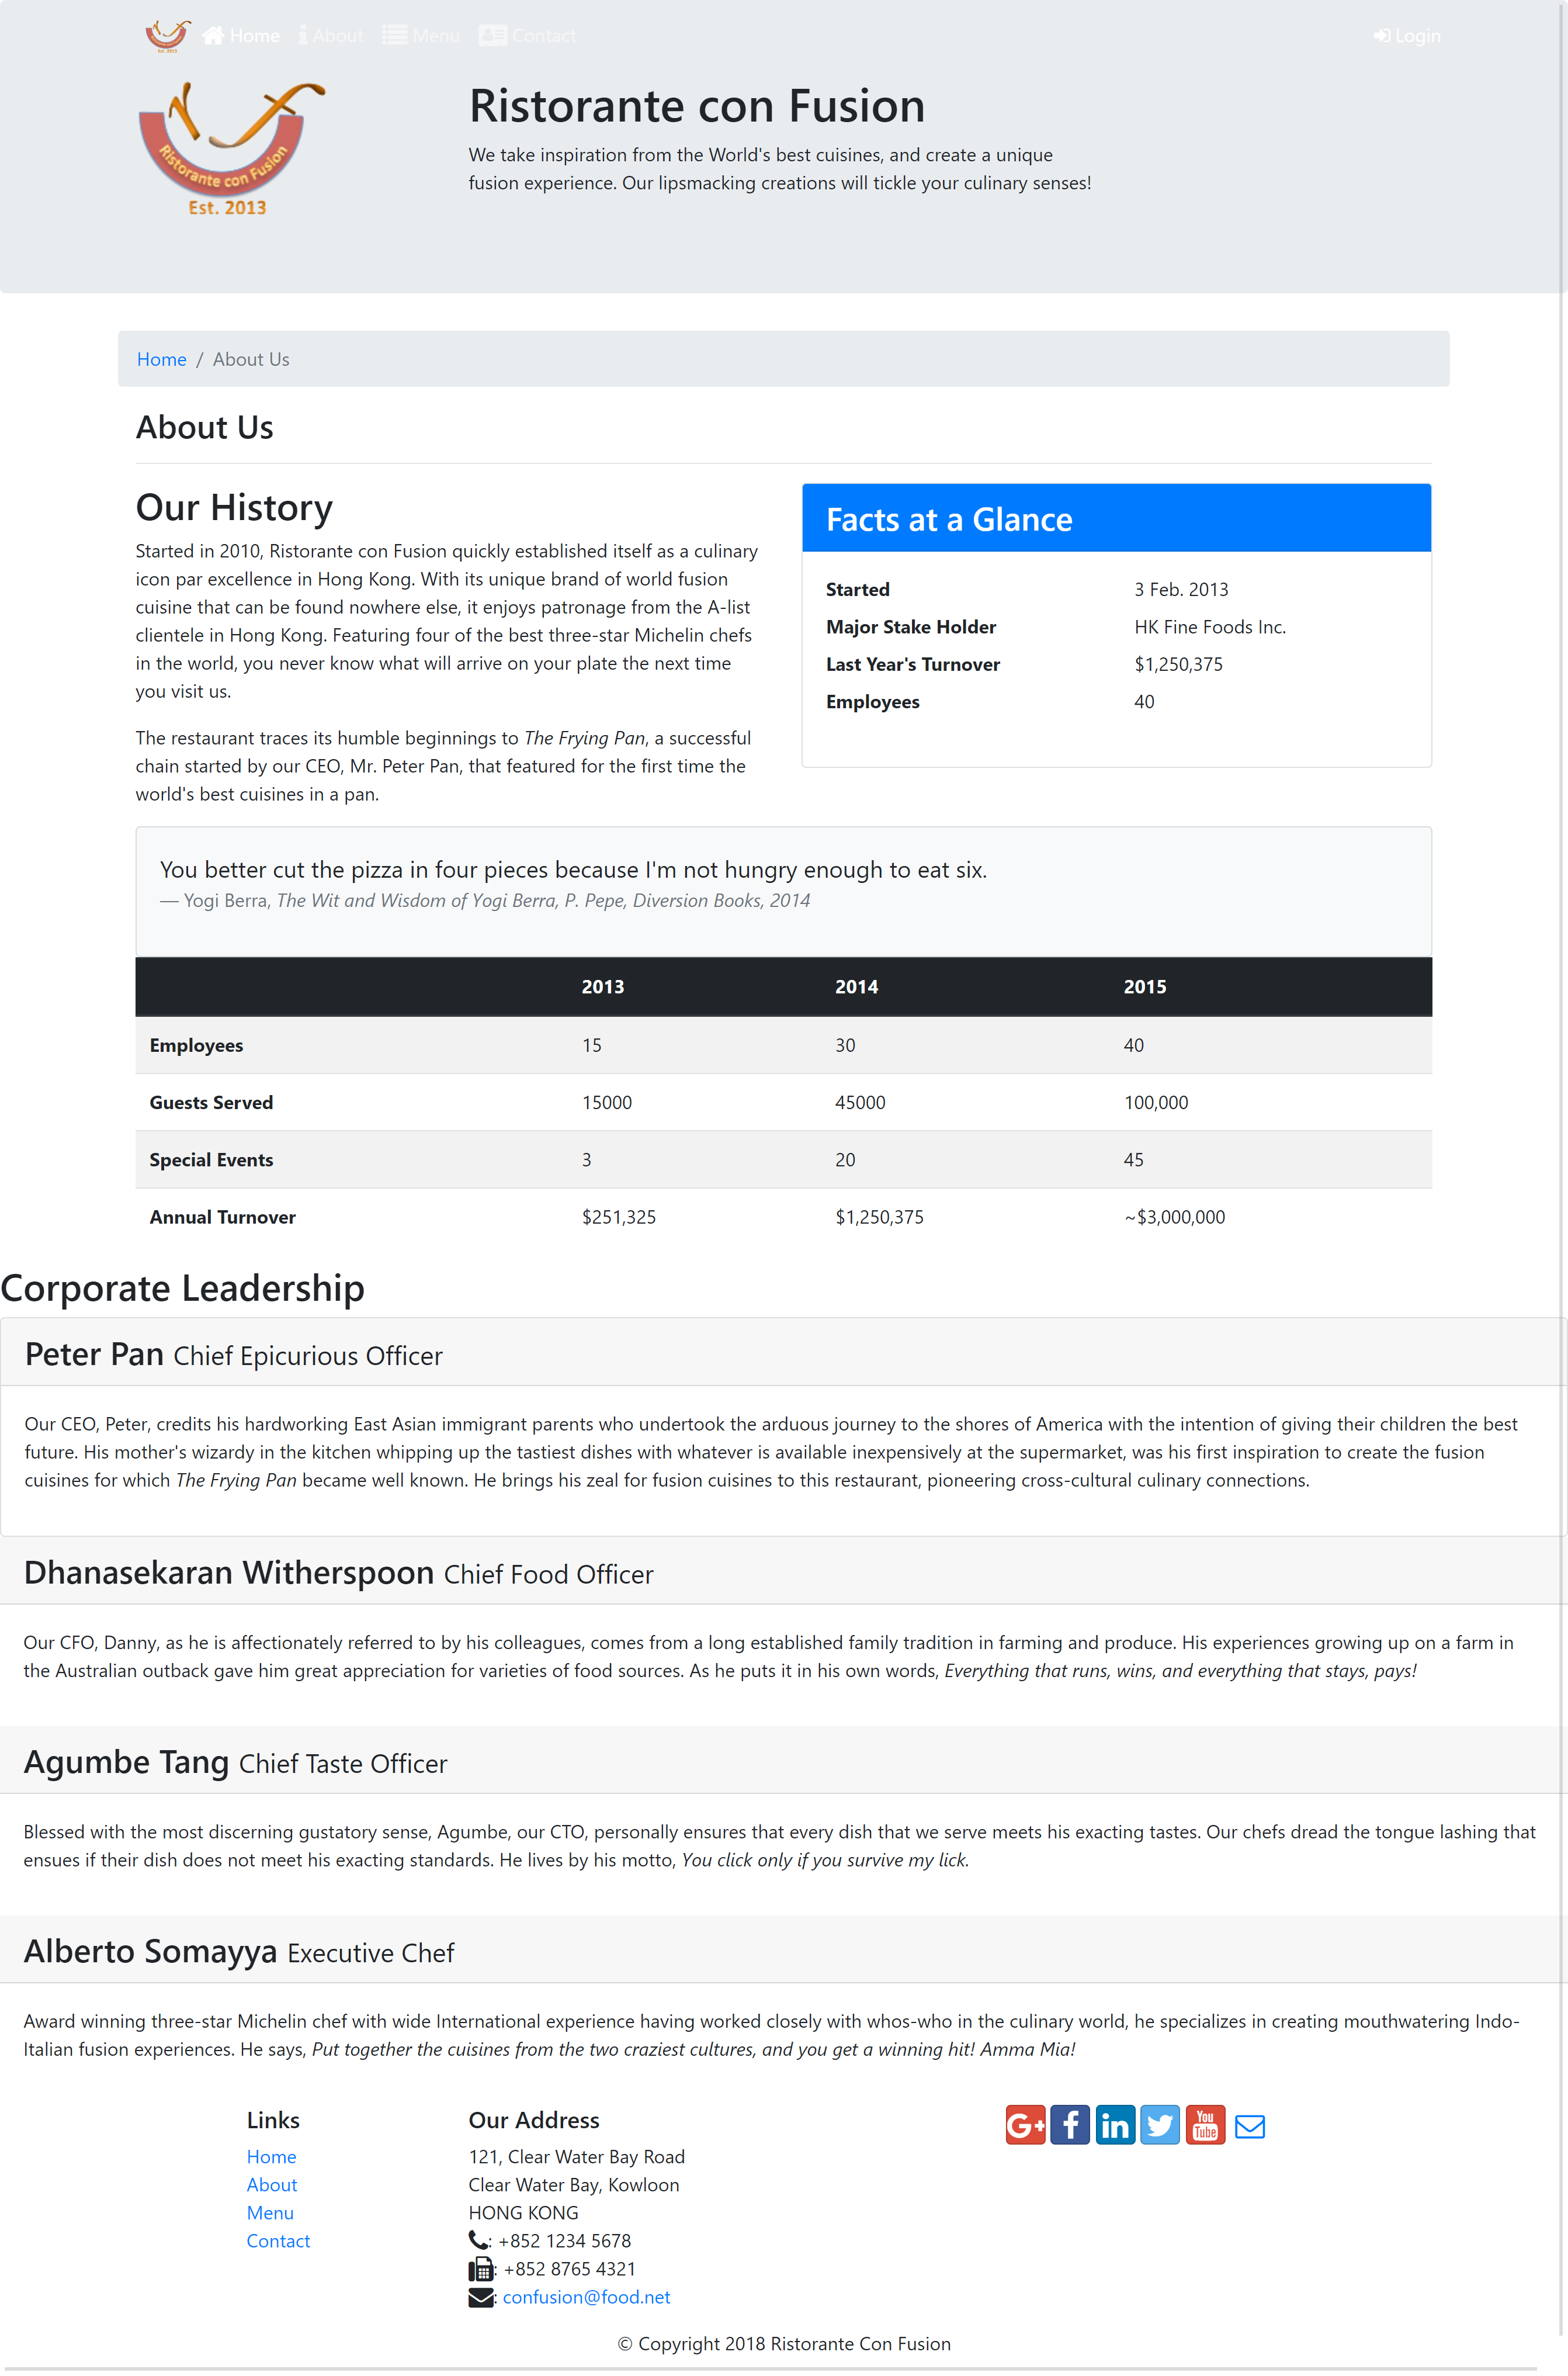 Est. 2013
Home About Menu Contact Login
Ristorante con Fusion
Est. 2013
Ristorante con Fusion
We take inspiration from the World's best cuisines, and create a unique
fusion experience. Our lipsmacking creations will tickle your culinary senses!
Home / About Us
About Us
Our History
Started in 2010, Ristorante con Fusion quickly established itself as a culinary
icon par excellence in Hong Kong. With its unique brand of world fusion
cuisine that can be found nowhere else, it enjoys patronage from the A-list
clientele in Hong Kong. Featuring four of the best three-star Michelin chefs
in the world, you never know what will arrive on your plate the next time
you visit us.
The restaurant traces its humble beginnings to The Frying Pan, a successful
chain started by our CEO, Mr. Peter Pan, that featured for the first time the
world's best cuisines in a pan.
Facts at a Glance
Started 3 Feb. 2013
Major Stake Holder HK Fine Foods Inc.
Last Year's Turnover $1,250,375
Employees 40
You better cut the pizza in four pieces because I'm not hungry enough to eat six.
— Yogi Berra, The Wit and Wisdom of Yogi Berra, P. Pepe, Diversion Books, 2014
2013 2014 2015
Employees 15 30 40
Guests Served 15000 45000 100,000
Special Events 3 20 45
Annual Turnover $251,325 $1,250,375 ~$3,000,000
Corporate Leadership
Peter Pan Chief Epicurious Officer
Our CEO, Peter, credits his hardworking East Asian immigrant parents who undertook the arduous journey to the shores of America with the intention of giving their children the best
future. His mother's wizardy in the kitchen whipping up the tastiest dishes with whatever is available inexpensively at the supermarket, was his first inspiration to create the fusion
cuisines for which The Frying Pan became well known. He brings his zeal for fusion cuisines to this restaurant, pioneering cross-cultural culinary connections.
Dhanasekaran Witherspoon Chief Food Officer
Our CFO, Danny, as he is affectionately referred to by his colleagues, comes from a long established family tradition in farming and produce. His experiences growing up on a farm in
the Australian outback gave him great appreciation for varieties of food sources. As he puts it in his own words, Everything that runs, wins, and everything that stays, pays!
Agumbe Tang Chief Taste Officer
Blessed with the most discerning gustatory sense, Agumbe, our CTO, personally ensures that every dish that we serve meets his exacting tastes. Our chefs dread the tongue lashing that
ensues if their dish does not meet his exacting standards. He lives by his motto, You click only if you survive my lick.
Alberto Somayya Executive Chef
Award winning three-star Michelin chef with wide International experience having worked closely with whos-who in the culinary world, he specializes in creating mouthwatering Indo-
Italian fusion experiences. He says, Put together the cuisines from the two craziest cultures, and you get a winning hit! Amma Mia!
Links
Home
About
Menu
Contact
Our Address
121, Clear Water Bay Road
Clear Water Bay, Kowloon
HONG KONG
: +852 1234 5678
: +852 8765 4321
: confusion@food.net
G+ f in You Tube
© Copyright 2018 Ristorante Con Fusion